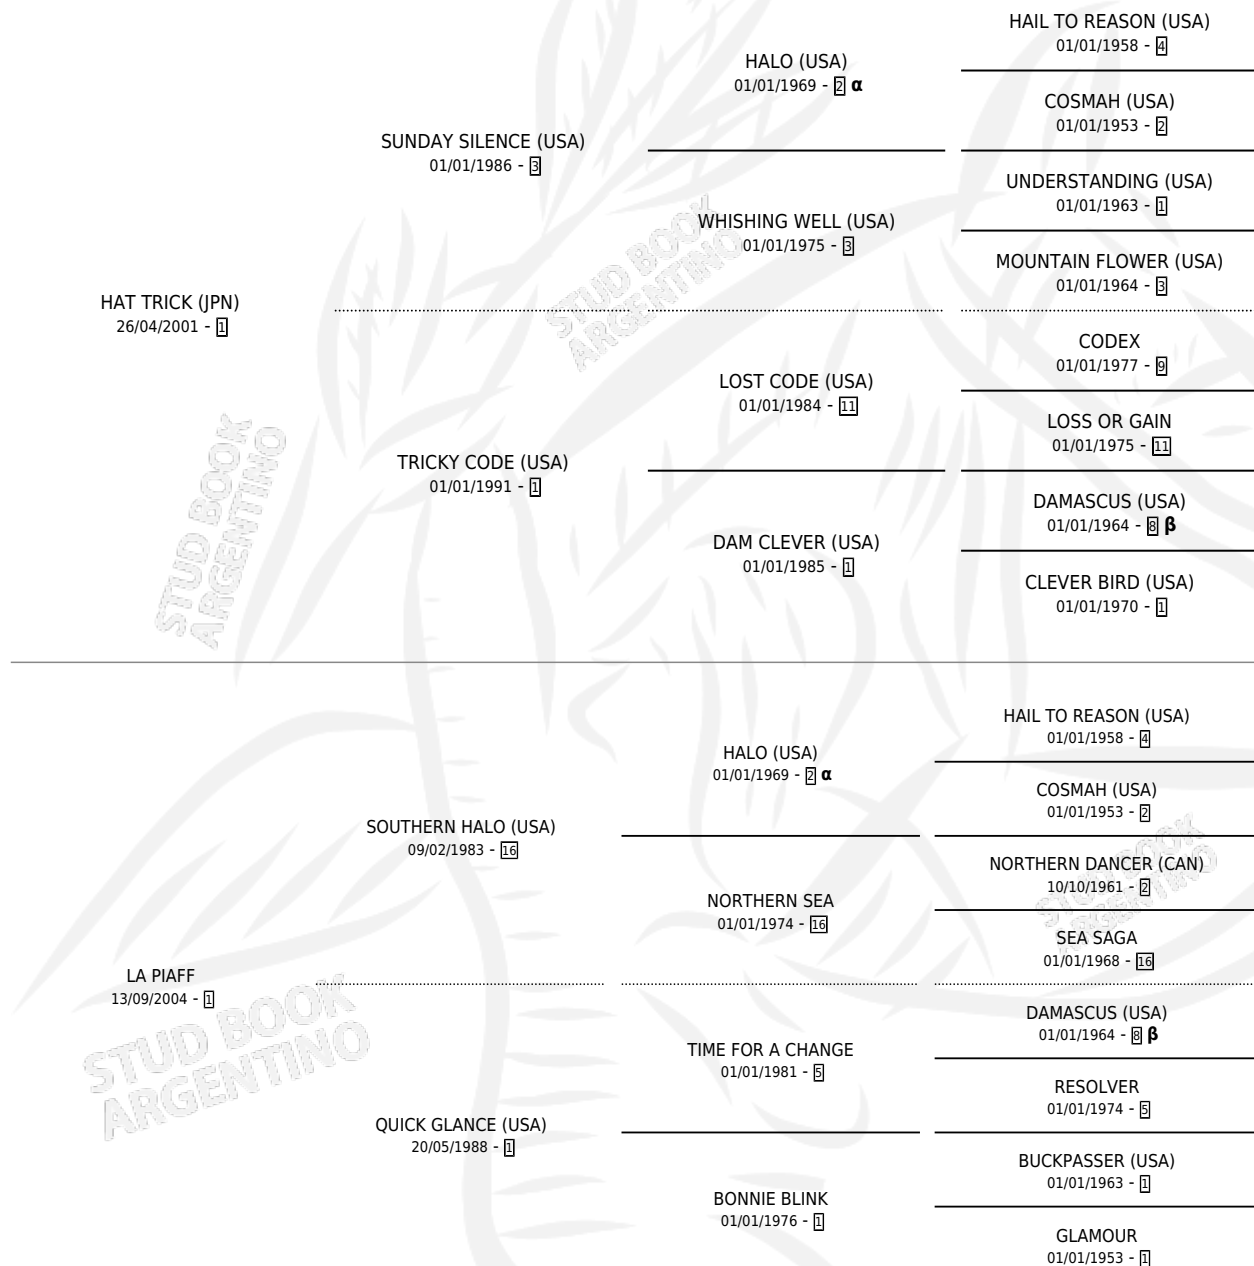 HAIL TO REASON (USA)
01/01/1958 - 4
HALO (USA)
01/01/1969 - 2 α
COSMAH (USA)
01/01/1953 - 2
SUNDAY SILENCE (USA)
01/01/1986 - 3
UNDERSTANDING (USA)
01/01/1963 - 1
WHISHING WELL (USA)
01/01/1975 - 3
MOUNTAIN FLOWER (USA)
01/01/1964 - 3
HAT TRICK (JPN)
26/04/2001 - 1
CODEX
01/01/1977 - 9
LOST CODE (USA)
01/01/1984 - 11
LOSS OR GAIN
01/01/1975 - 11
TRICKY CODE (USA)
01/01/1991 - 1
DAMASCUS (USA)
01/01/1964 - 8 β
DAM CLEVER (USA)
01/01/1985 - 1
CLEVER BIRD (USA)
01/01/1970 - 1
STUD BOOK
ARGENTINO
STUD BOOK
ARGENTINO
HAIL TO REASON (USA)
01/01/1958 - 4
HALO (USA)
01/01/1969 - 2 α
COSMAH (USA)
01/01/1953 - 2
SOUTHERN HALO (USA)
09/02/1983 - 16
NORTHERN DANCER (CAN)
10/10/1961 - 2
NORTHERN SEA
01/01/1974 - 16
SEA SAGA
01/01/1968 - 16
LA PIAFF
13/09/2004 - 1
DAMASCUS (USA)
01/01/1964 - 8 β
TIME FOR A CHANGE
01/01/1981 - 5
RESOLVER
01/01/1974 - 5
QUICK GLANCE (USA)
20/05/1988 - 1
BUCKPASSER (USA)
01/01/1963 - 1
BONNIE BLINK
01/01/1976 - 1
GLAMOUR
01/01/1953 - 1
STUD BOOK
ARGENTINO
STUD BOOK
ARGENTINO